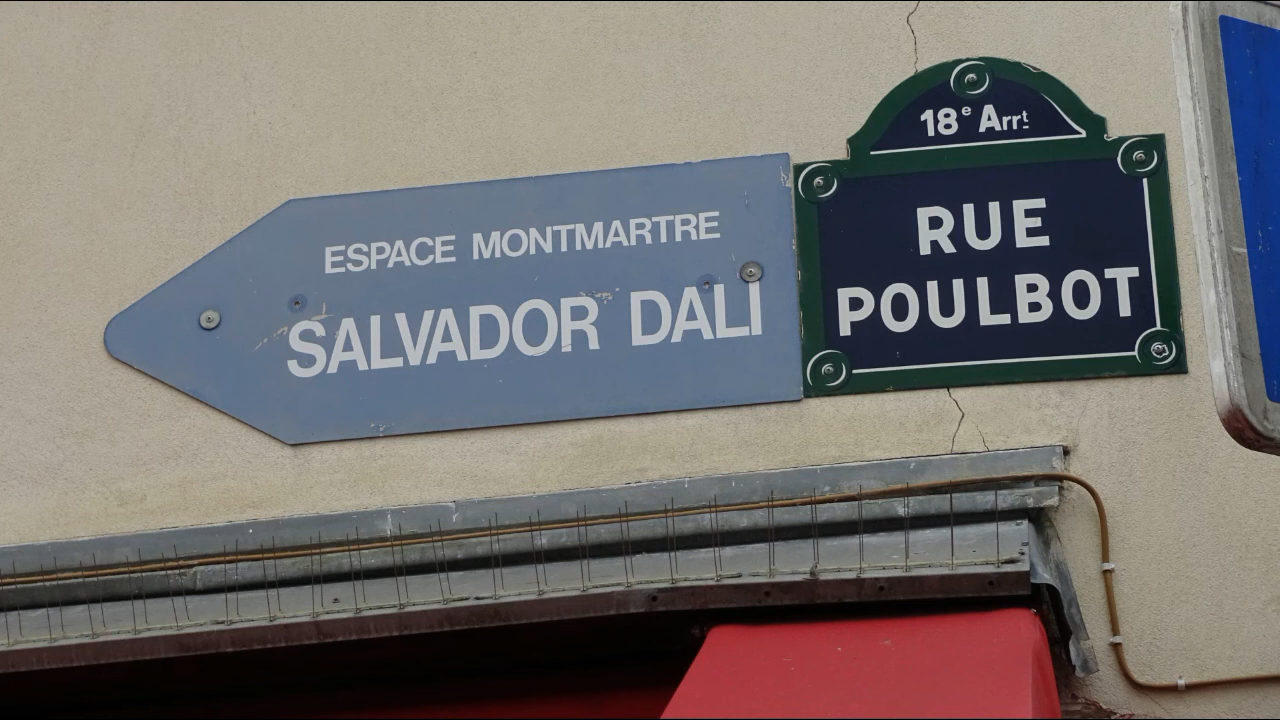 ESPACE MONTMARTRE
SALVADOR DALI
18e Arrt
RUE
POULBOT